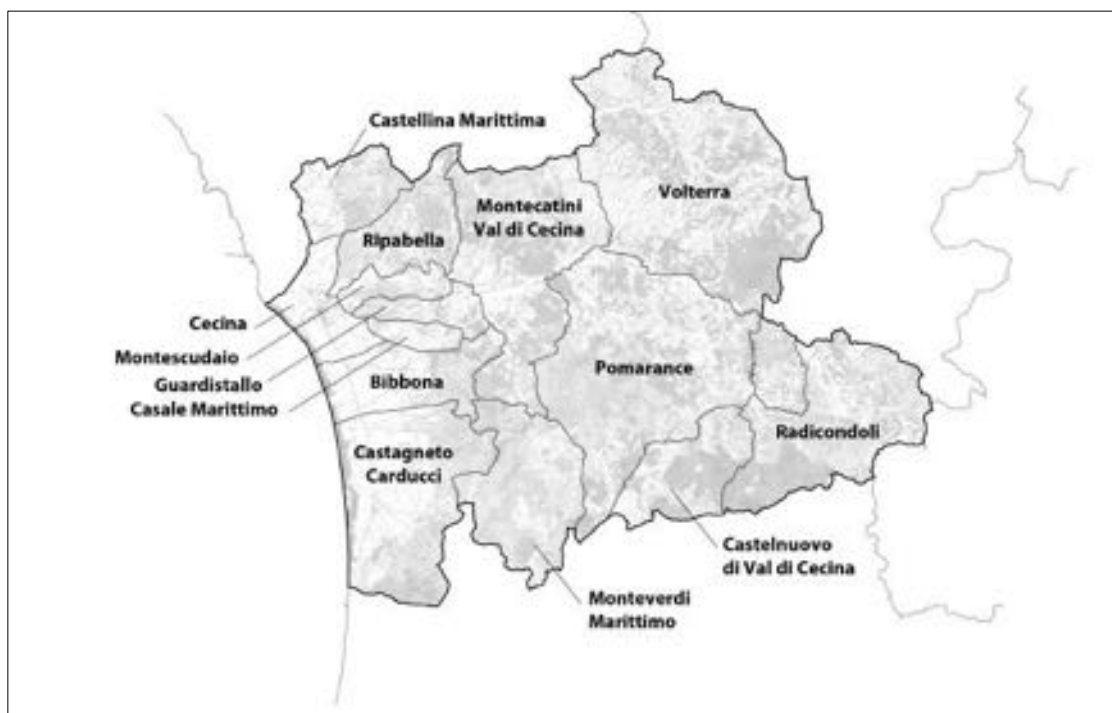 Castellina Marittima
Volterra
Montecatini
Val di Cecina
Ripabella
Cecina
Montescudaio
Guardistallo
Casale Marittimo
Bibbona
Pomarance
Radicondoli
Castagneto
Carducci
Castelnuovo
di Val di Cecina
Monteverdi
Marittimo